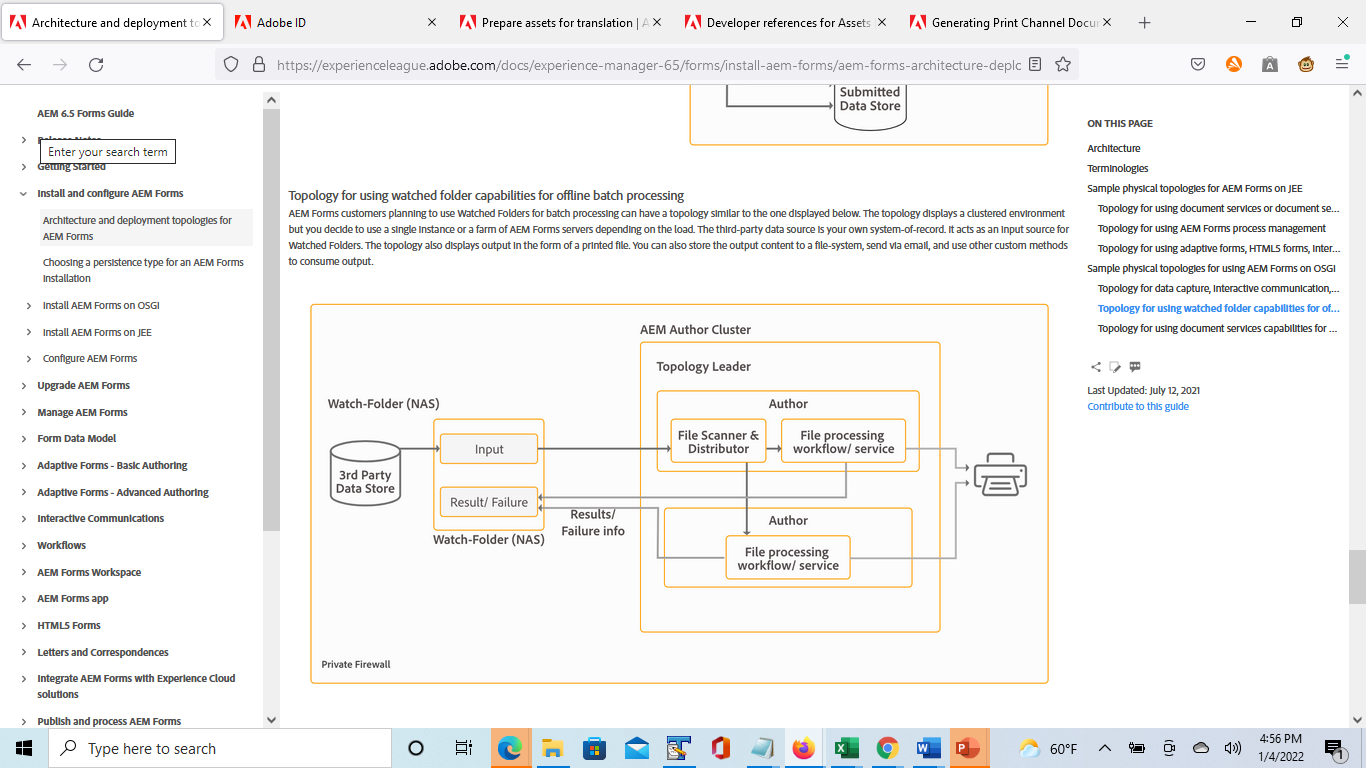 Architecture and deployment to
Adobe ID
Prepare assets for translation | A
Developer references for Assets
Generating Print Channel Docu
https://experienceleague.adobe.com/docs/experience-manager-65/forms/install-aem-forms/aem-forms-architecture-deplc
AEM 6.5 Forms Guide
Release Notes
Enter your search term
Getting Started
Install and configure AEM Forms
Architecture and deployment topologies for
AEM Forms
Choosing a persistence type for an AEM Forms
installation
Install AEM Forms on OSGI
Install AEM Forms on JEE
Configure AEM Forms
Upgrade AEM Forms
Manage AEM Forms
Form Data Model
Adaptive Forms - Basic Authoring
Adaptive Forms - Advanced Authoring
Interactive Communications
Workflows
AEM Forms Workspace
AEM Forms app
HTML5 Forms
Letters and Correspondences
Integrate AEM Forms with Experience Cloud
solutions
Publish and process AEM Forms
Submitted
Data Store
Topology for using watched folder capabilities for offline batch processing
AEM Forms customers planning to use Watched Folders for batch processing can have a topology similar to the one displayed below. The topology displays a clustered environment
but you decide to use a single instance or a farm of AEM Forms servers depending on the load. The third-party data source is your own system-of-record. It acts as an input source for
Watched Folders. The topology also displays output in the form of a printed file. You can also store the output content to a file-system, send via email, and use other custom methods
to consume output.
AEM Author Cluster
Topology Leader
Watch-Folder (NAS)
Author
File Scanner &
Distributor
File processing
workflow/ service
Input
3rd Party
Data Store
Result/ Failure
Results/
Failure info
Watch-Folder (NAS)
Author
File processing
workflow/ service
Private Firewall
ON THIS PAGE
Architecture
Terminologies
Sample physical topologies for AEM Forms on JEE
Topology for using document services or document se...
Topology for using AEM Forms process management
Topology for using adaptive forms, HTML5 forms, Inter...
Sample physical topologies for using AEM Forms on OSGI
Topology for data capture, interactive communication,...
Topology for using watched folder capabilities for of...
Topology for using document services capabilities for ...
Last Updated: July 12, 2021
Contribute to this guide
Type here to search
60°F
4:56 PM
1/4/2022
1